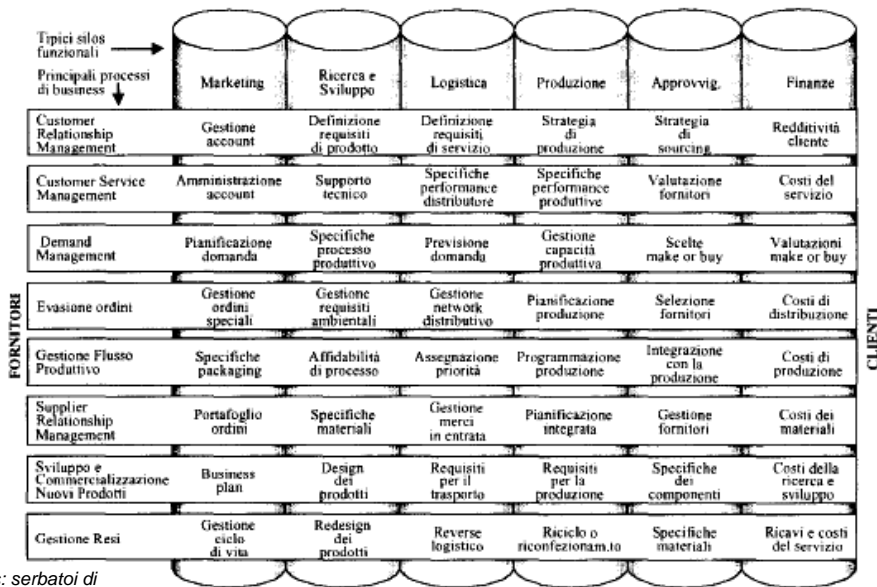 Tipici silos
funzionali
Principali processi
di business
Marketing
Ricerca e
Sviluppo
Logistica
Produzione
Approvvig.
Finanze
Customer
Relationship
Management
Gestione
account
Definizione
requisiti
di prodotto
Definizione
requisiti
di servizio
Strategia
di
produzione
Strategia
di
sourcing
Redditività
cliente
Customer Service
Management
Amministrazione
account
Supporto
tecnico
Specifiche
performance
distributore
Specifiche
performance
produttive
Valutazione
fornitori
Costi del
servizio
Demand
Management
Pianificazione
domanda
Specifiche
processo
produttivo
Previsione
domanda
Gestione
capacità
produttiva
Scelte
make or buy
Valutazioni
make or buy
Evasione ordini
Gestione
ordini
speciali
Gestione
requisiti
ambientali
Gestione
network
distributivo
Pianificazione
produzione
Selezione
fornitori
Costi di
distribuzione
Gestione Flusso
Produttivo
Specifiche
packaging
Affidabilità
di processo
Assegnazione
priorità
Programmazione
produzione
Integrazione
con la
produzione
Costi di
produzione
Supplier
Relationship
Management
Portafoglio
ordini
Specifiche
materiali
Gestione
merci
in entrata
Pianificazione
integrata
Gestione
fornitori
Costi dei
materiali
Sviluppo e
Commercializzazione
Nuovi Prodotti
Business
plan
Design
dei
prodotti
Requisiti
per il
trasporto
Requisiti
per la
produzione
Specifiche
dei
componenti
Costi della
ricerca e
sviluppo
Gestione Resi
Gestione
ciclo
di vita
Redesign
dei
prodotti
Reverse
logistico
Riciclo o
riconfezionam.to
Specifiche
materiali
Ricavi e costi
del servizio
FORNITORI
CLIENTI
: serbatoi di